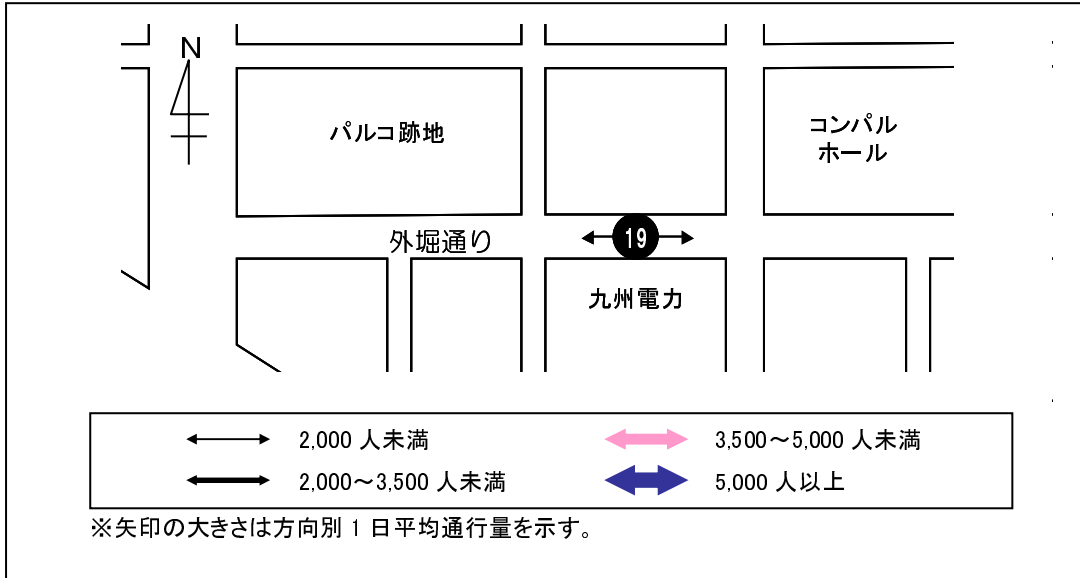 N
パルコ跡地
コンパル
ホール
外堀通り
19
九州電力
2,000 人未満
3,500～5,000 人未満
2,000～3,500 人未満
5,000 人以上
※矢印の大きさは方向別 1 日平均通行量を示す。